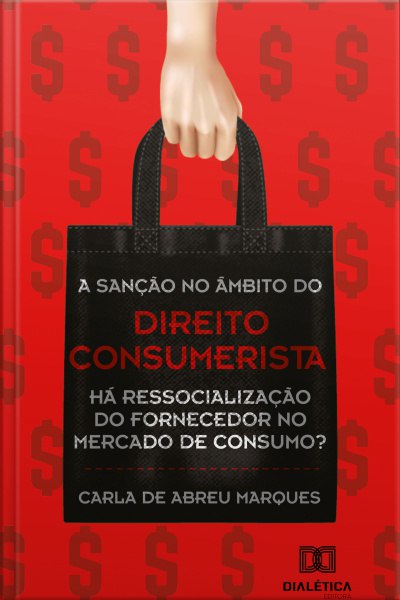 A SANÇÃO NO ÂMBITO DO
DIREITO
CONSUMERISTA
HÁ RESSOCIALIZAÇÃO
DO FORNECEDOR NO
MERCADO DE CONSUMO?
CARLA DE ABREU MARQUES
DIALÉTICA
EDITORA